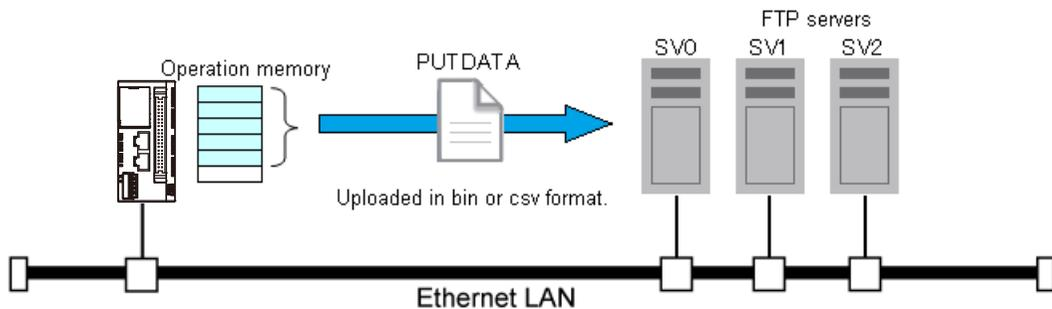 FTP servers
SV0 SV1 SV2
PUTDATA
Operation memory
Uploaded in bin or csv format.
Ethernet LAN